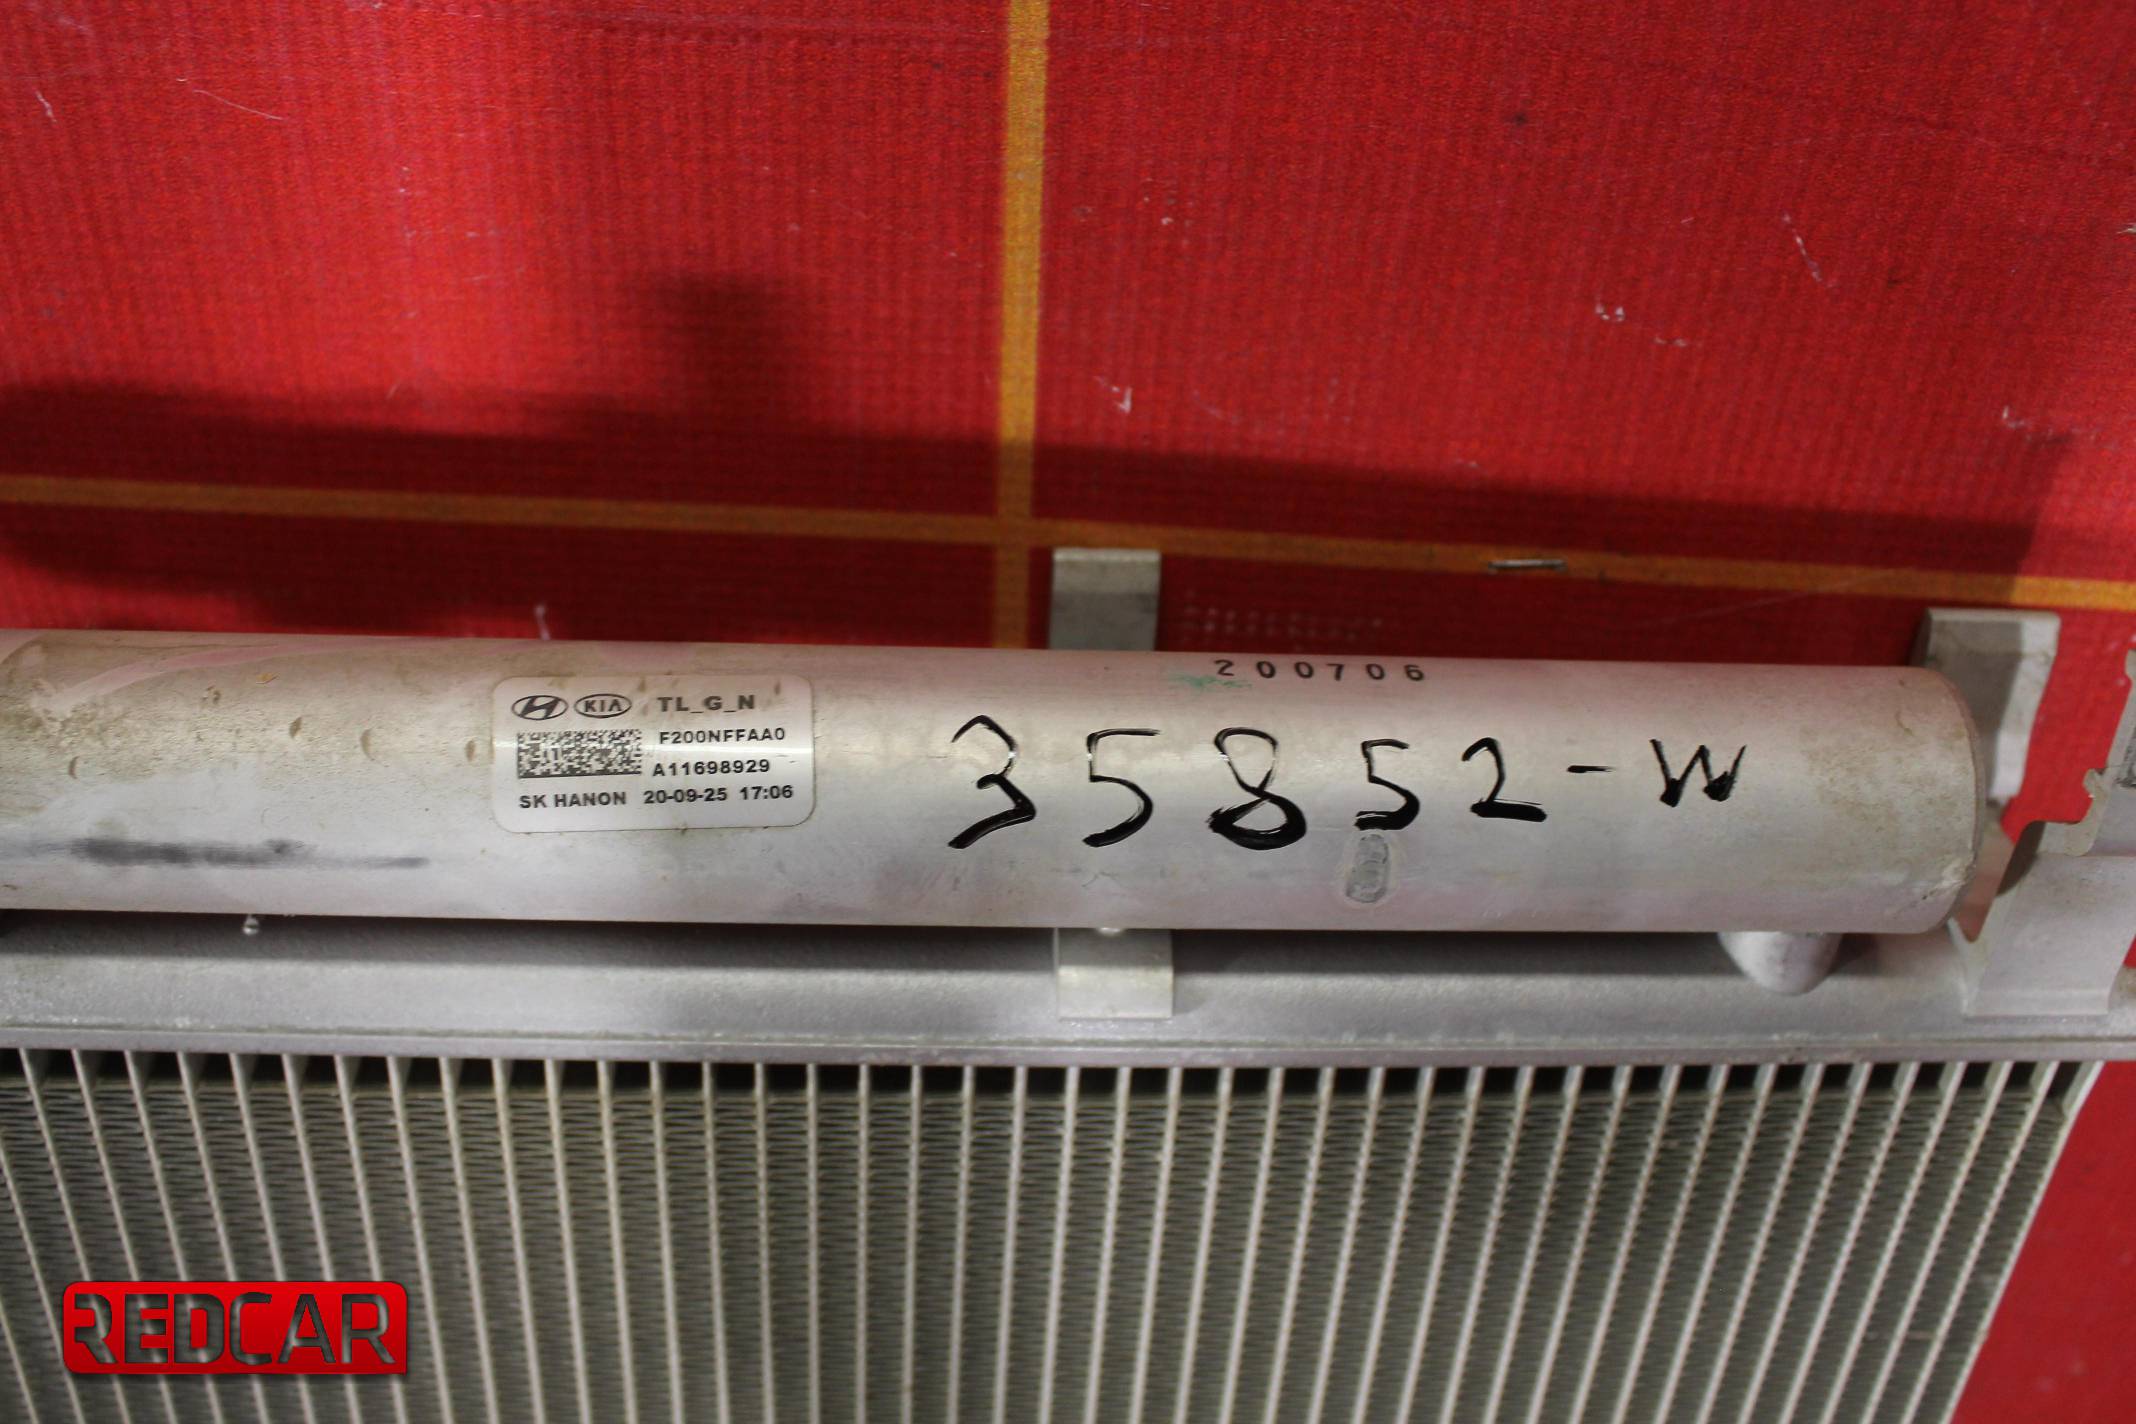 200706
KIA TL_G_N
F200NFFAA0
A11698929
SK HANON 20-09-25 17:06
35852-W
REDCAR